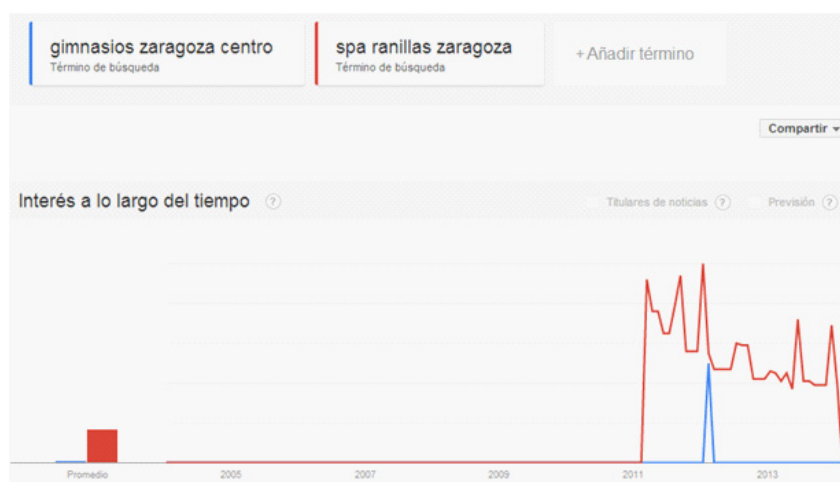 gimnasios zaragoza centro
Término de búsqueda
spa ranillas zaragoza
Término de búsqueda
+Añadir término
Compartir
Interés a lo largo del tiempo ?
Titulares de noticias ?
Previsión ?
Promedio
2005
2007
2009
2011
2013